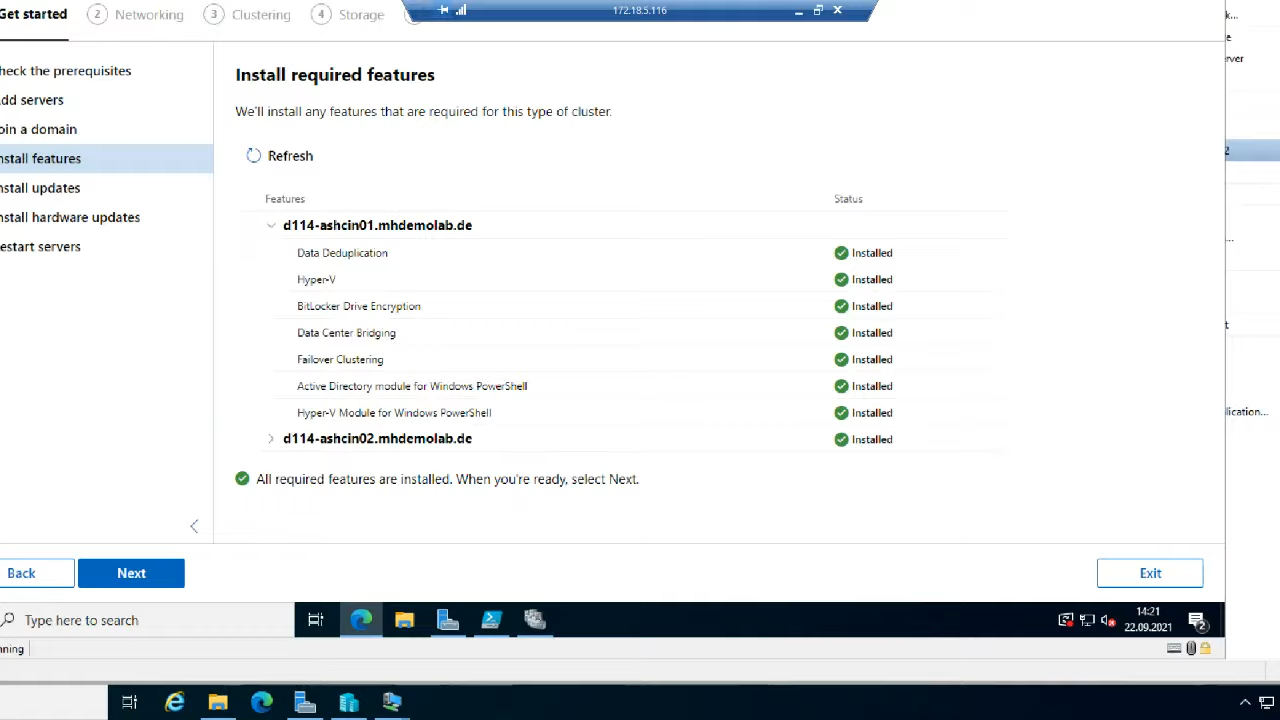 Get started
2 Networking
3 Clustering
4 Storage
172.18.5.116
heck the prerequisites
dd servers
oin a domain
nstall features
nstall updates
nstall hardware updates
estart servers
Install required features
We'll install any features that are required for this type of cluster.
Refresh
Features Status
d114-ashcin01.mhdemolab.de
Data Deduplication Installed
Hyper-V Installed
BitLocker Drive Encryption Installed
Data Center Bridging Installed
Failover Clustering Installed
Active Directory module for Windows PowerShell Installed
Hyper-V Module for Windows PowerShell Installed
d114-ashcin02.mhdemolab.de Installed
All required features are installed. When you're ready, select Next.
Back
Next
Exit
Type here to search
14:21
22.09.2021
2
nning
k...
e
rver
2
...
t
lication...